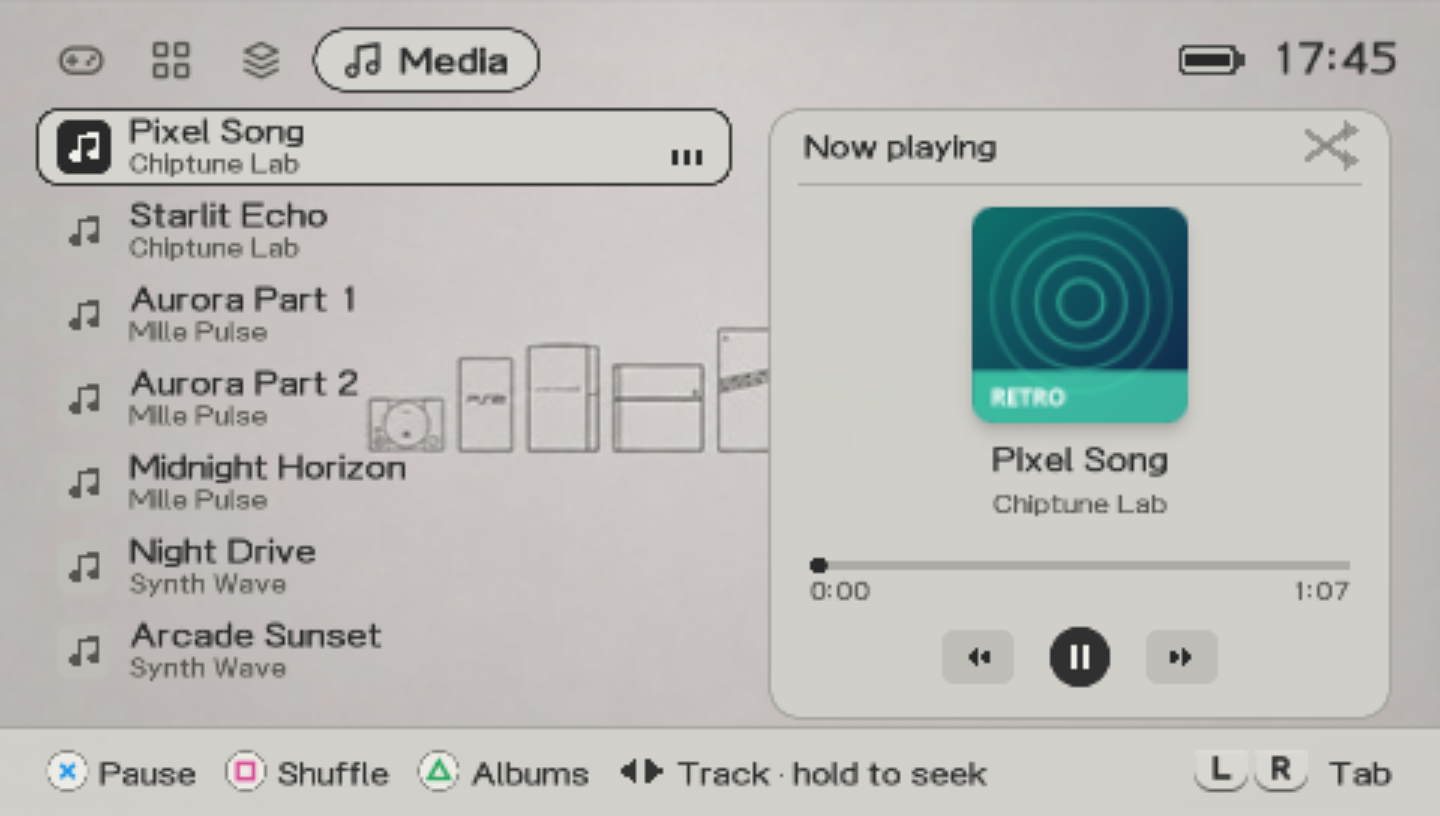 Media
17:45
Pixel Song
Chiptune Lab
Starlit Echo
Chiptune Lab
Aurora Part 1
Mille Pulse
Aurora Part 2
Mille Pulse
Midnight Horizon
Mille Pulse
Night Drive
Synth Wave
Arcade Sunset
Synth Wave
Now playing
RETRO
Pixel Song
Chiptune Lab
0:00
1:07
Pause
Shuffle
Albums
Track · hold to seek
L R Tab